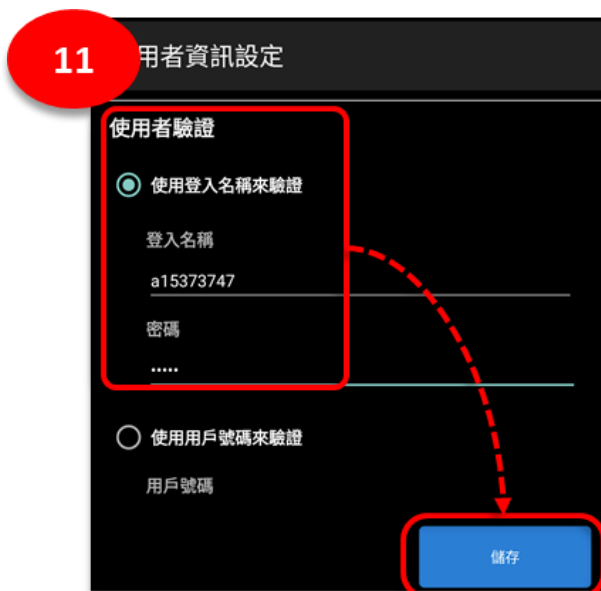 11
用者資訊設定
使用者驗證
使用登入名稱來驗證
登入名稱
a15373747
密碼
•••••
使用用戶號碼來驗證
用戶號碼
儲存